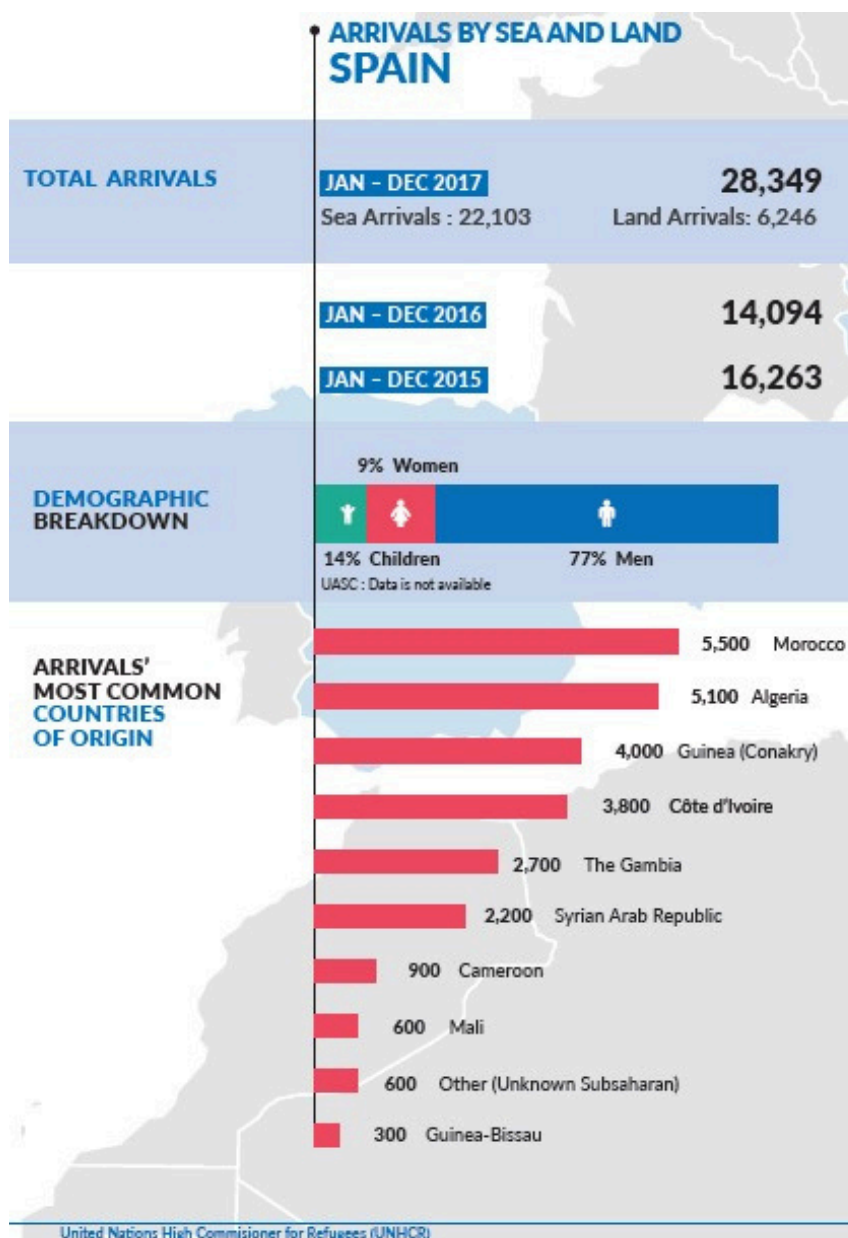 ARRIVALS BY SEA AND LAND
SPAIN
TOTAL ARRIVALS
JAN – DEC 2017 28,349
Sea Arrivals : 22,103 Land Arrivals: 6,246
JAN – DEC 2016 14,094
JAN – DEC 2015 16,263
DEMOGRAPHIC
BREAKDOWN
9% Women
14% Children 77% Men
UASC : Data is not available
ARRIVALS'
MOST COMMON
COUNTRIES
OF ORIGIN
5,500 Morocco
5,100 Algeria
4,000 Guinea (Conakry)
3,800 Côte d'Ivoire
2,700 The Gambia
2,200 Syrian Arab Republic
900 Cameroon
600 Mali
600 Other (Unknown Subsaharan)
300 Guinea-Bissau
United Nations High Commisioner for Refugees (UNHCR)